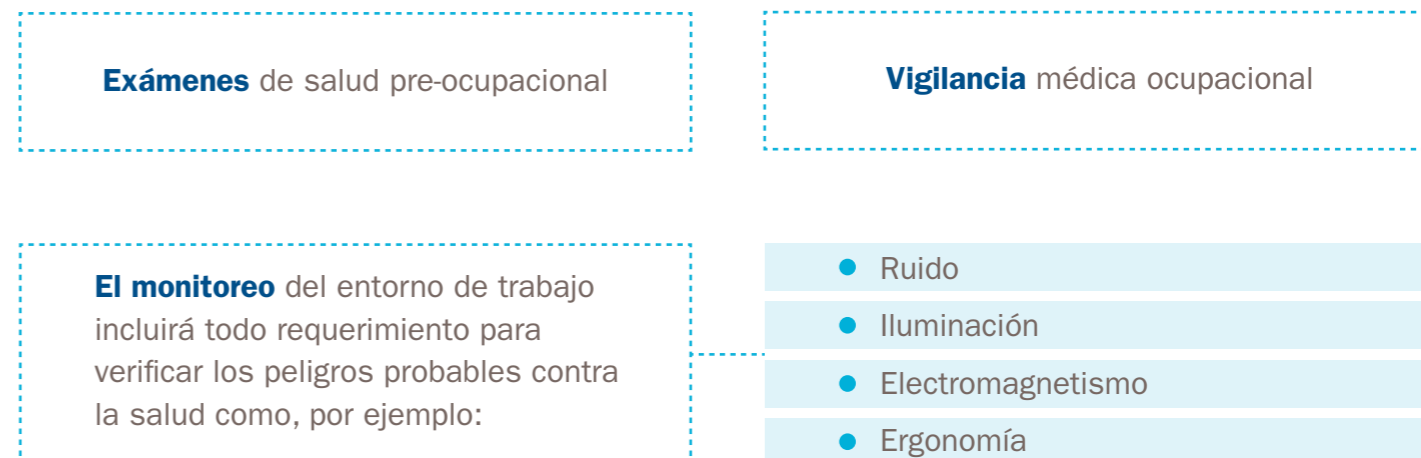 Exámenes de salud pre-ocupacional
Vigilancia médica ocupacional
El monitoreo del entorno de trabajo
incluirá todo requerimiento para
verificar los peligros probables contra
la salud como, por ejemplo:
Ruido
Iluminación
Electromagnetismo
Ergonomía